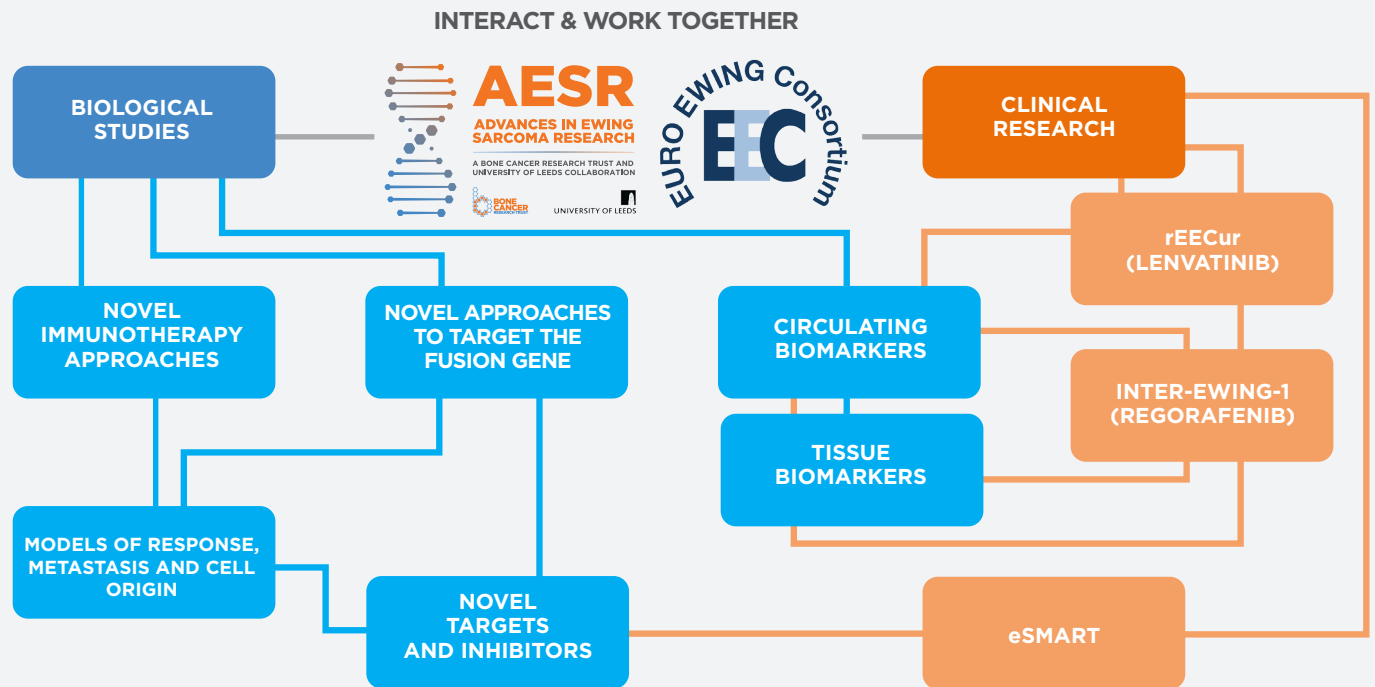 INTERACT & WORK TOGETHER
BIOLOGICAL
STUDIES
AESR
ADVANCES IN EWING
SARCOMA RESEARCH
A BONE CANCER RESEARCH TRUST AND
UNIVERSITY OF LEEDS COLLABORATION
BONE
CANCER
RESEARCH TRUST
UNIVERSITY OF LEEDS
EURO EWING Consortium
EEC
CLINICAL
RESEARCH
rEECur
(LENVATINIB)
NOVEL
IMMUNOTHERAPY
APPROACHES
NOVEL APPROACHES
TO TARGET THE
FUSION GENE
CIRCULATING
BIOMARKERS
INTER-EWING-1
(REGORAFENIB)
TISSUE
BIOMARKERS
MODELS OF RESPONSE,
METASTASIS AND CELL
ORIGIN
NOVEL
TARGETS
AND INHIBITORS
eSMART